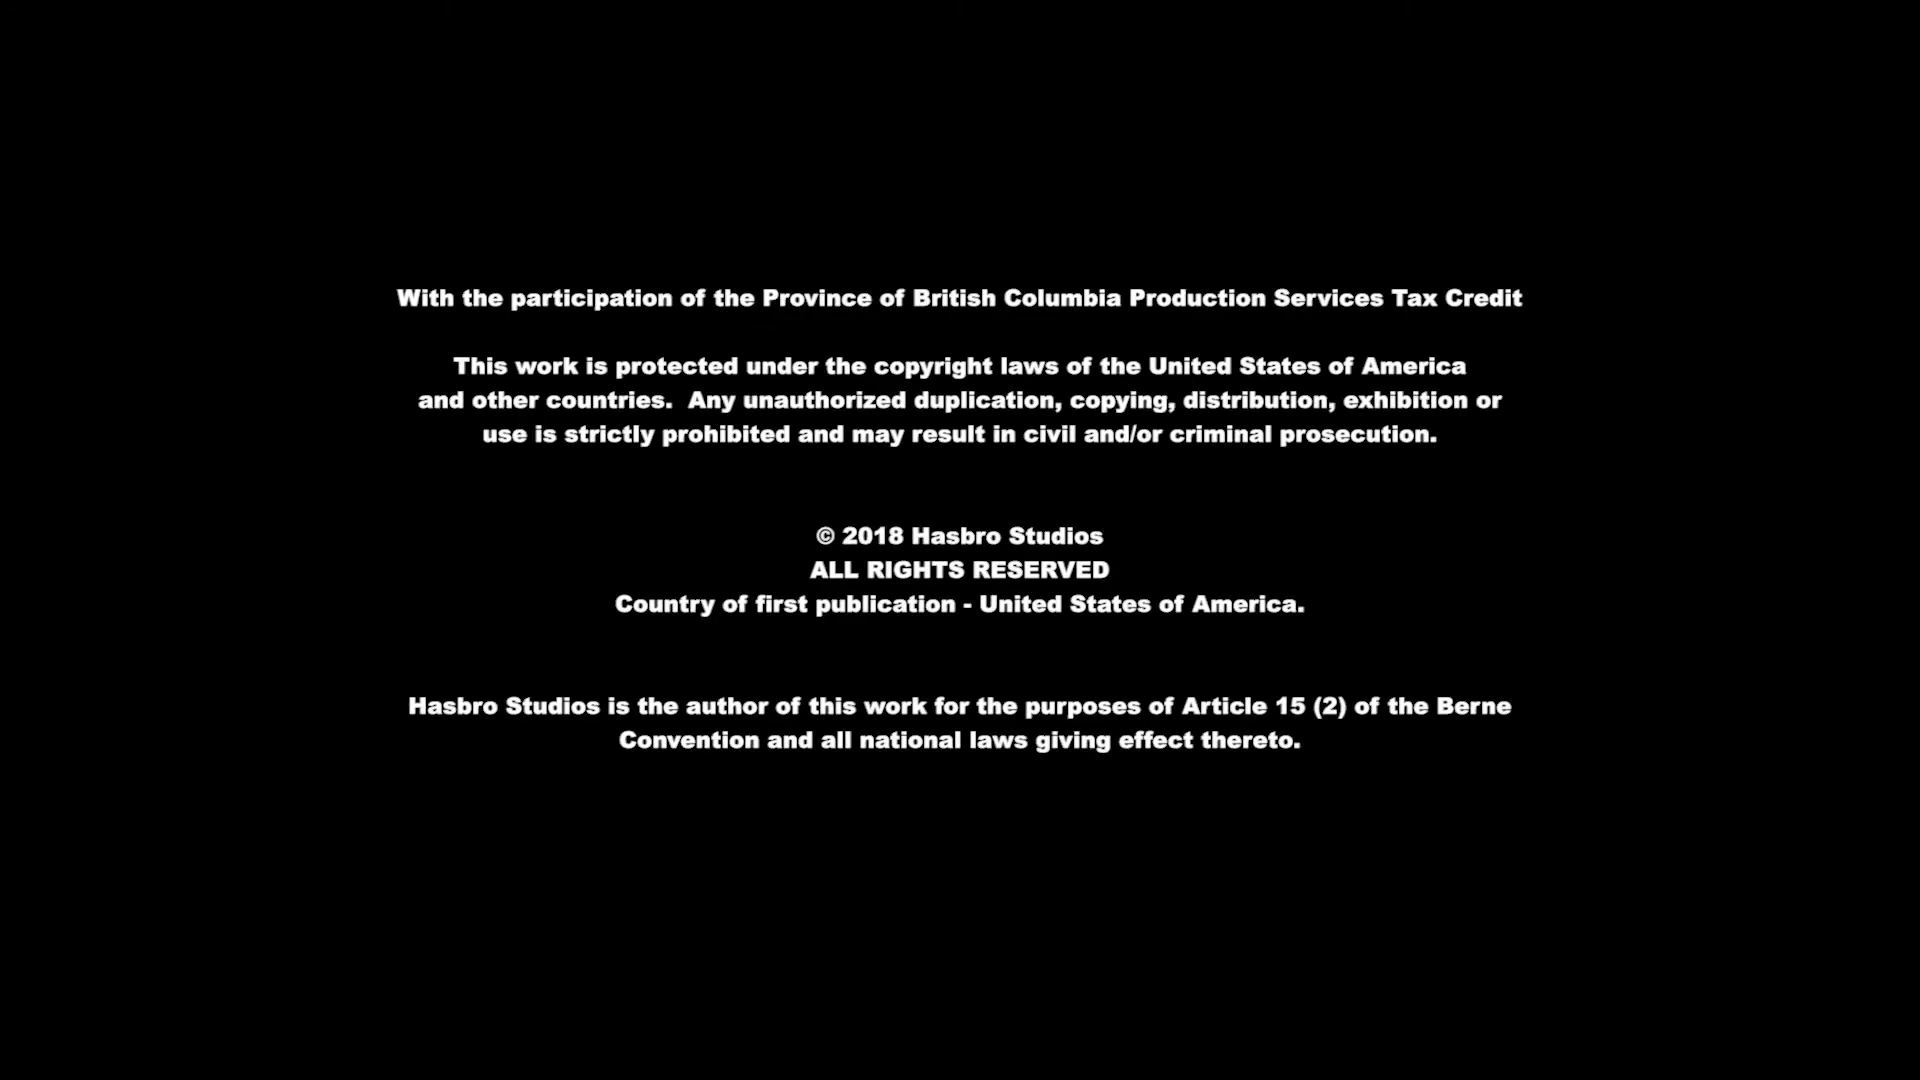 With the participation of the Province of British Columbia Production Services Tax Credit
This work is protected under the copyright laws of the United States of America
and other countries.  Any unauthorized duplication, copying, distribution, exhibition or
use is strictly prohibited and may result in civil and/or criminal prosecution.
© 2018 Hasbro Studios
ALL RIGHTS RESERVED
Country of first publication - United States of America.
Hasbro Studios is the author of this work for the purposes of Article 15 (2) of the Berne
Convention and all national laws giving effect thereto.